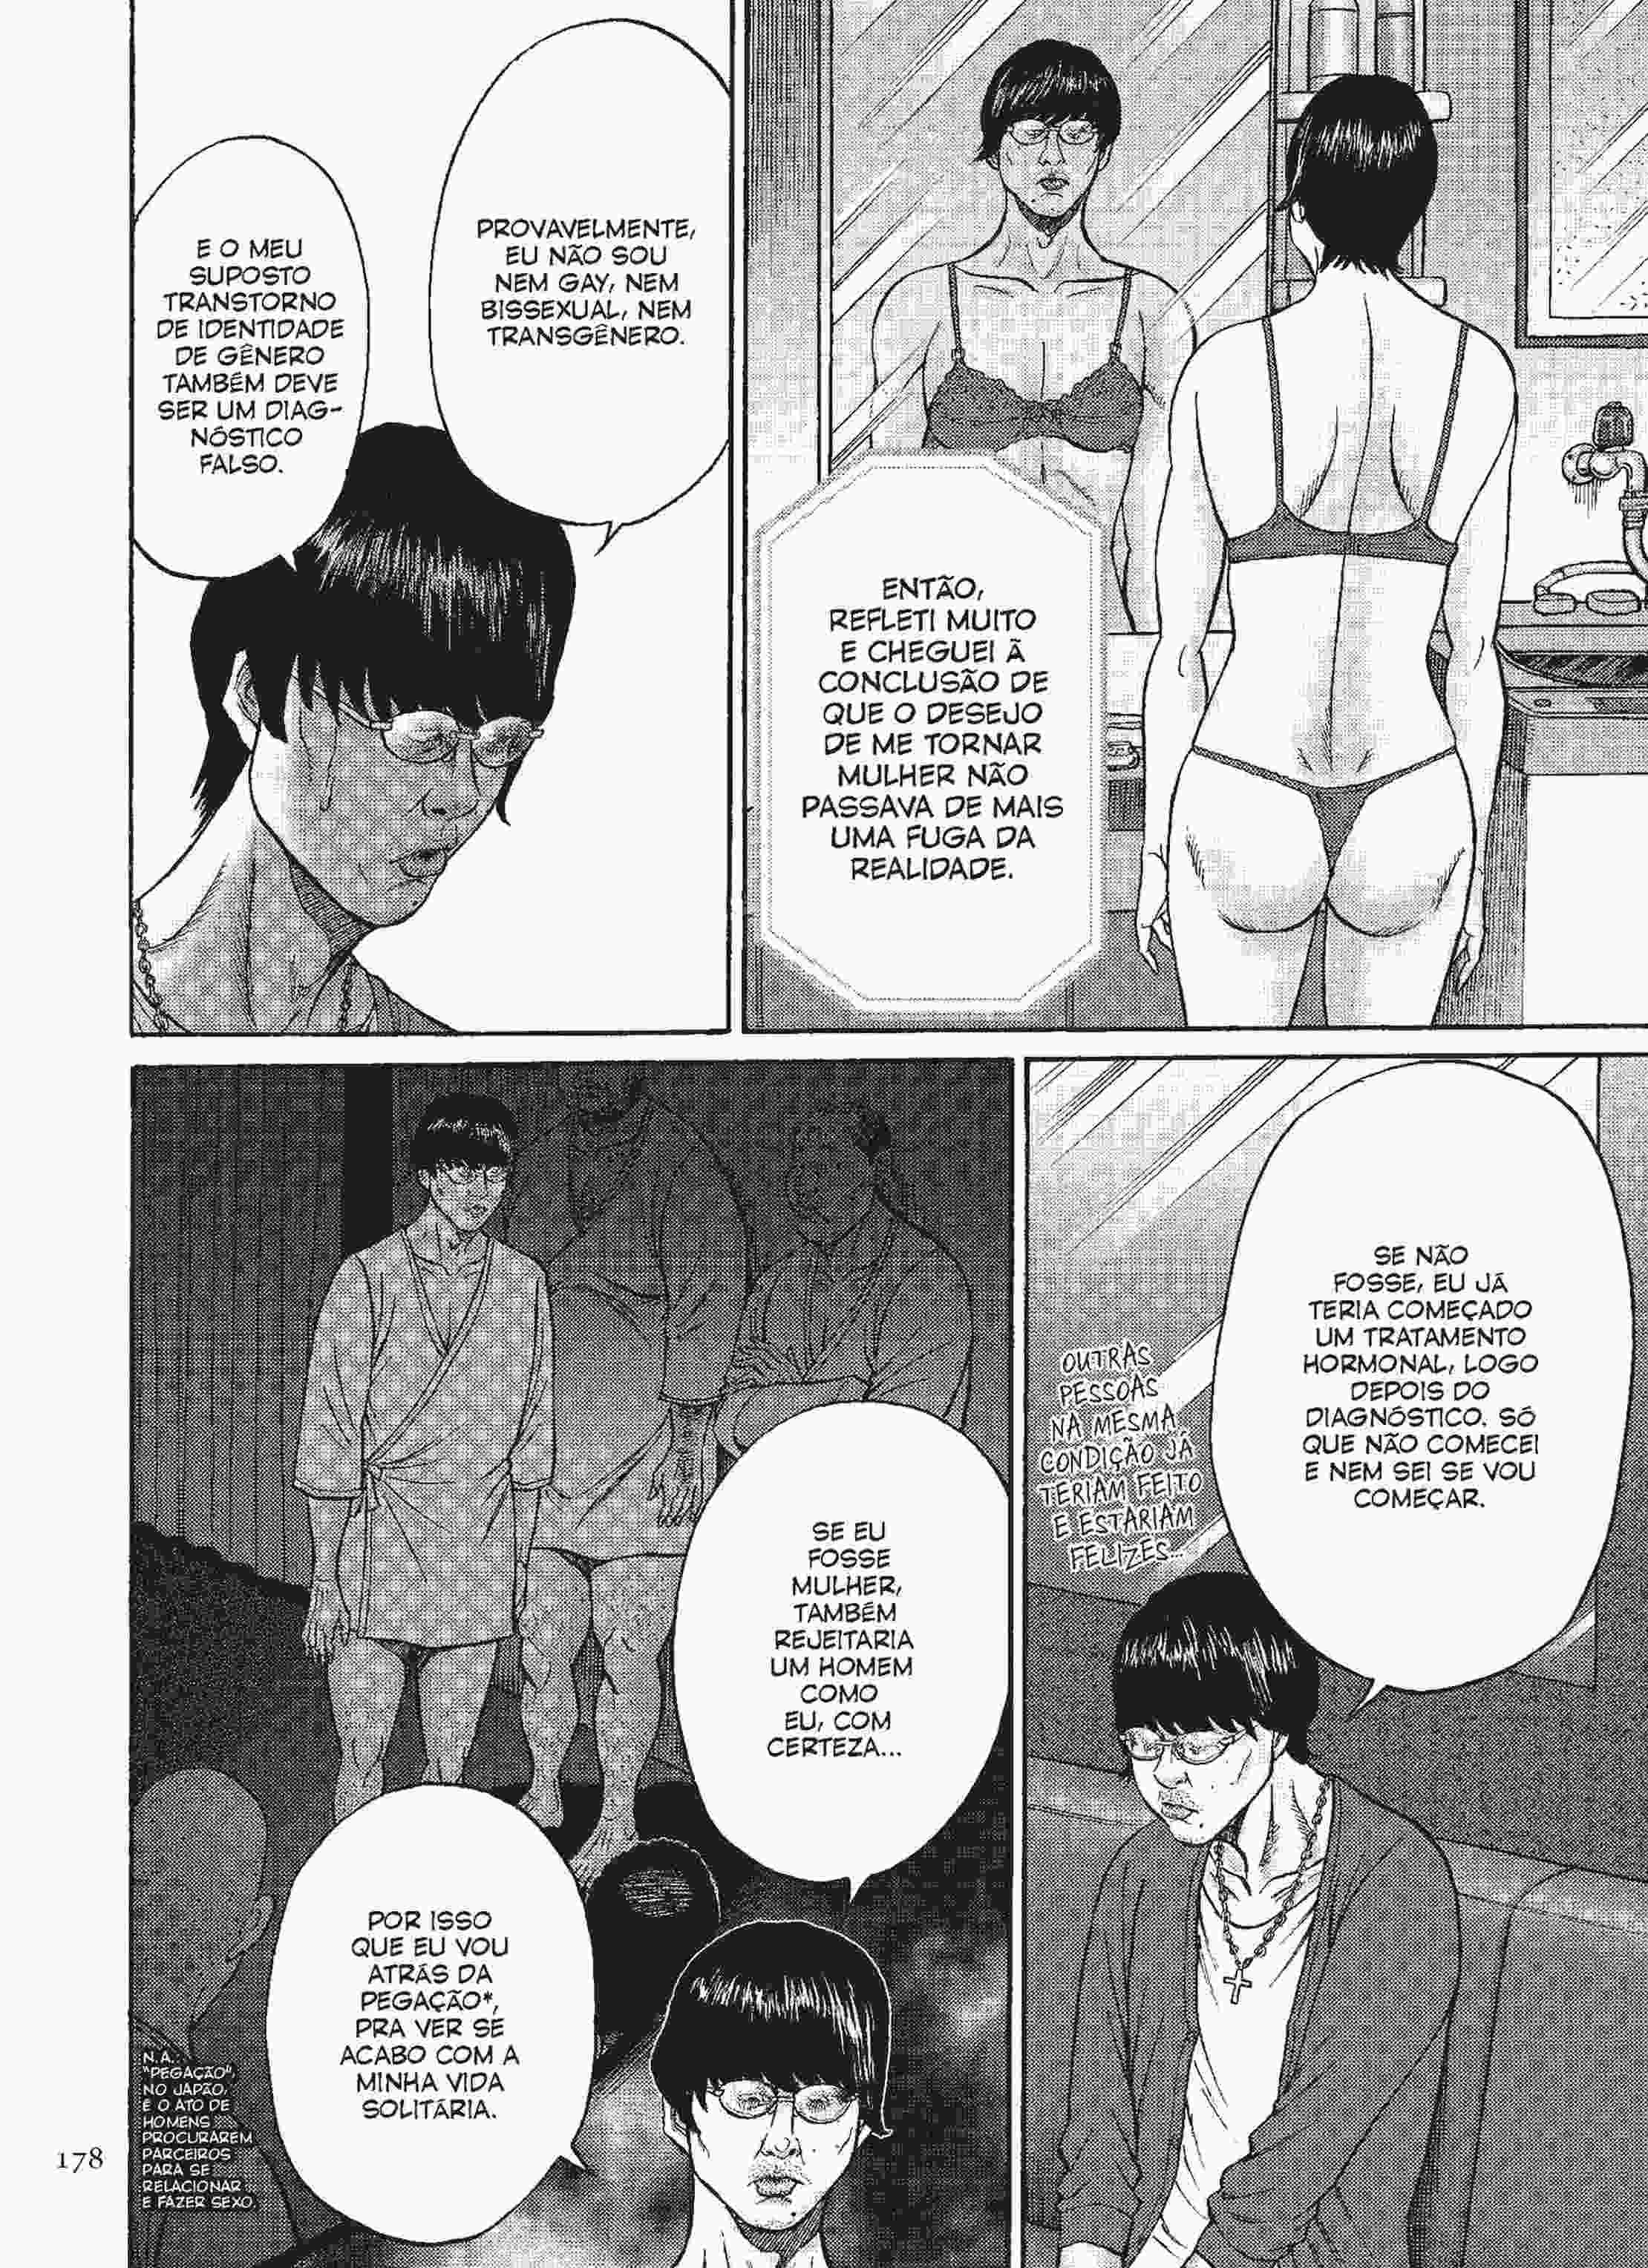 ENTÃO,
REFLETI MUITO
E CHEGUEI À
CONCLUSÃO DE
QUE O DESEJO
DE ME TORNAR
MULHER NÃO
PASSAVA DE MAIS
UMA FUGA DA
REALIDADE.
PROVAVELMENTE,
EU NÃO SOU
NEM GAY, NEM
BISSEXUAL, NEM
TRANSGÊNERO.
E O MEU
SUPOSTO
TRANSTORNO
DE IDENTIDADE
DE GÊNERO
TAMBÉM DEVE
SER UM DIAG-
NÓSTICO
FALSO.
SE NÃO
FOSSE, EU JÁ
TERIA COMEÇADO
UM TRATAMENTO
HORMONAL, LOGO
DEPOIS DO
DIAGNÓSTICO. SÓ
QUE NÃO COMECEI
E NEM SEI SE VOU
COMEÇAR.
OUTRAS
PESSOAS
NA MESMA
CONDIÇÃO JÁ
TERIAM FEITO
E ESTARIAM
FELIZES...
SE EU
FOSSE
MULHER,
TAMBÉM
REJEITARIA
UM HOMEM
COMO
EU, COM
CERTEZA...
POR ISSO
QUE EU VOU
ATRÁS DA
PEGAÇÃO*,
PRA VER SE
ACABO COM A
MINHA VIDA
SOLITÁRIA.
N.A.:
"PEGAÇÃO",
NO JAPÃO,
É O ATO DE
HOMENS
PROCURAREM
PARCEIROS
PARA SE
RELACIONAR
E FAZER SEXO.
178